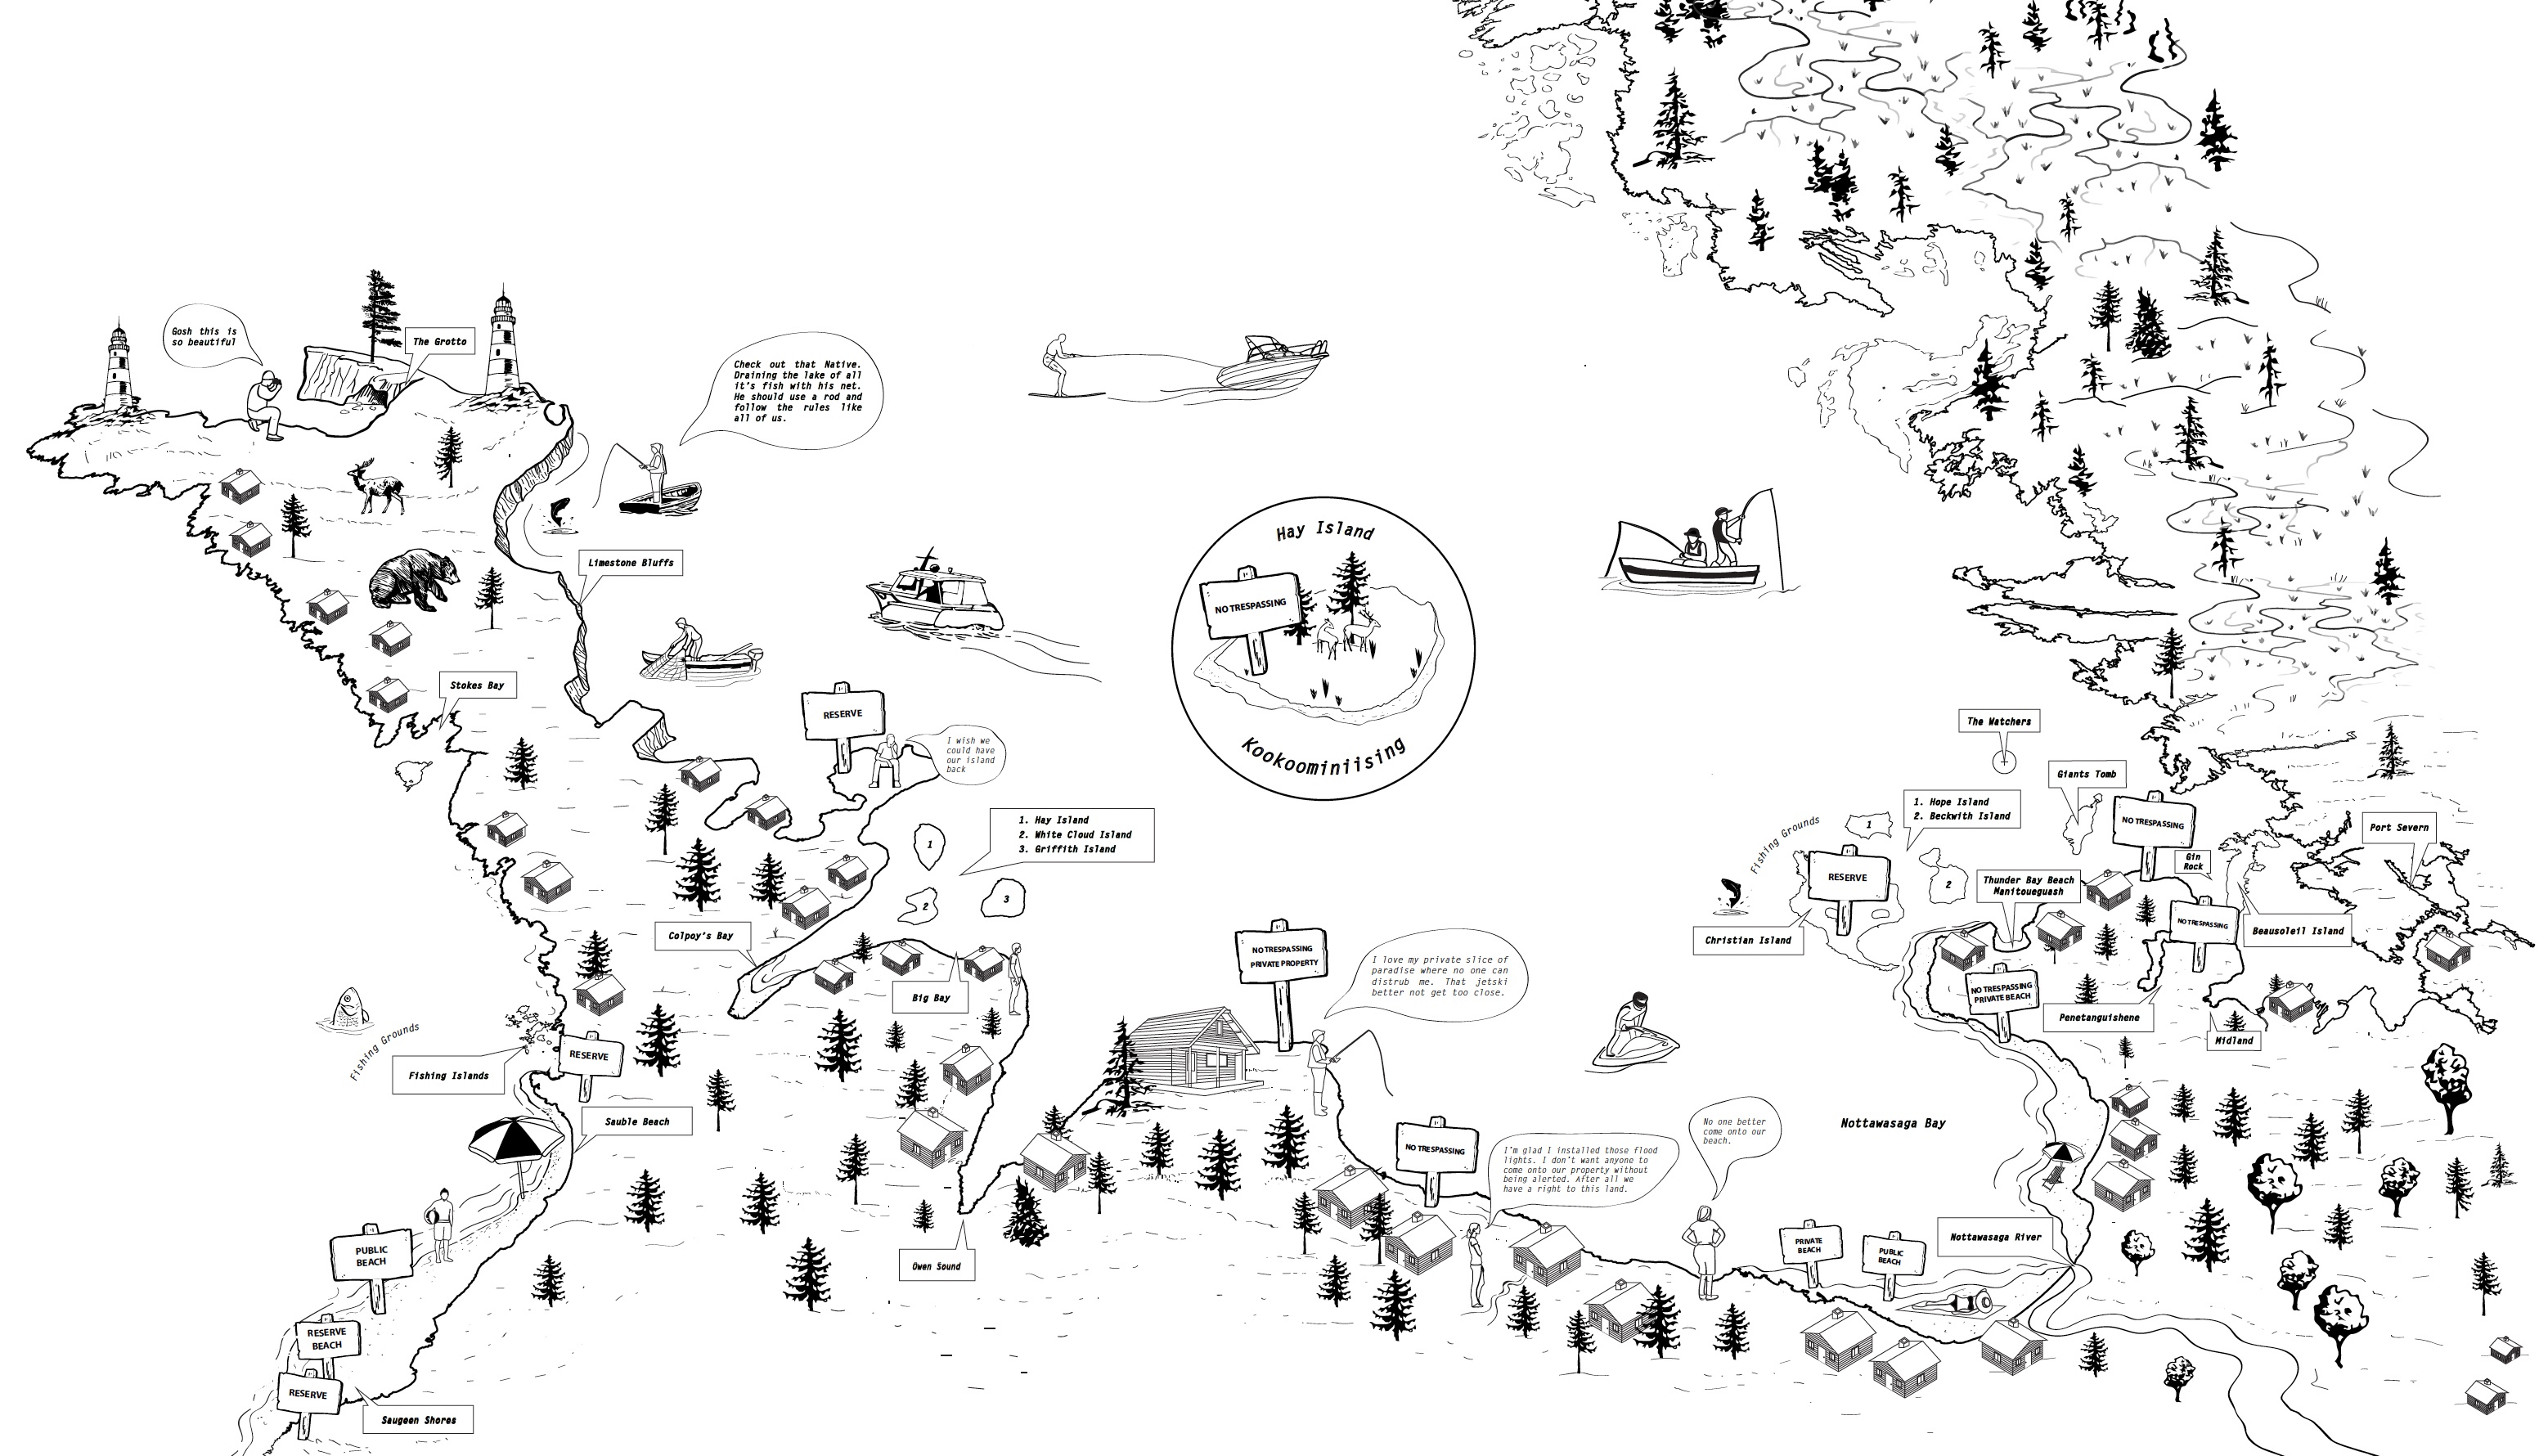 Gosh this is
so beautiful
The Grotto
Check out that Native.
Draining the lake of all
it's fish with his net.
He should use a rod and
follow the rules like
all of us.
Limestone Bluffs
Stokes Bay
RESERVE
I wish we
could have
our island
back
Hay Island
NO TRESPASSING
Kookoominiising
1. Hay Island
2. White Cloud Island
3. Griffith Island
1
2
3
Colpoy's Bay
Big Bay
Fishing Grounds
Fishing Islands
RESERVE
Sauble Beach
PUBLIC
BEACH
RESERVE
BEACH
RESERVE
Saugeen Shores
Owen Sound
NO TRESPASSING
PRIVATE PROPERTY
I love my private slice of
paradise where no one can
distrub me. That jetski
better not get too close.
NO TRESPASSING
I'm glad I installed those flood
lights. I don't want anyone to
come onto our property without
being alerted. After all we
have a right to this land.
No one better
come onto our
beach.
Nottawasaga Bay
PRIVATE
BEACH
PUBLIC
BEACH
Nottawasaga River
The Watchers
Giants Tomb
1. Hope Island
2. Beckwith Island
1
2
Fishing Grounds
RESERVE
Christian Island
Thunder Bay Beach
Manitoueguash
NO TRESPASSING
Gin
Rock
Port Severn
NO TRESPASSING
Beausoleil Island
NO TRESPASSING
PRIVATE BEACH
Penetanguishene
Midland